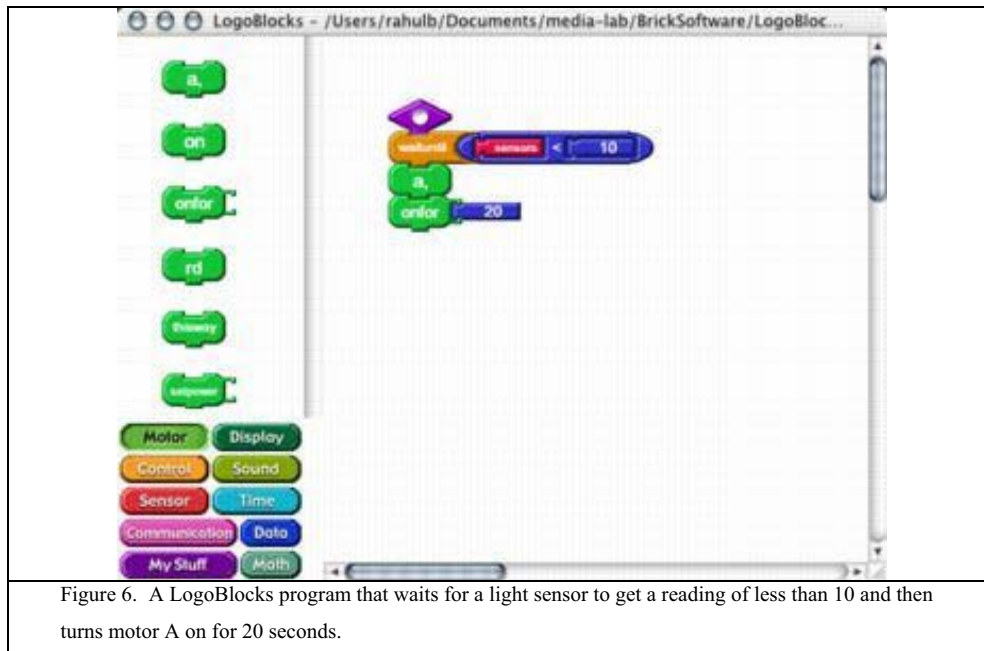 LogoBlocks – /Users/rahulb/Documents/media-lab/BrickSoftware/LogoBloc...
a,
on
onfor
rd
thisway
setpower
waituntil sensora < 10
a,
onfor 20
Motor Display
Control Sound
Sensor Time
Communication Data
My Stuff Math
Figure 6. A LogoBlocks program that waits for a light sensor to get a reading of less than 10 and then
turns motor A on for 20 seconds.